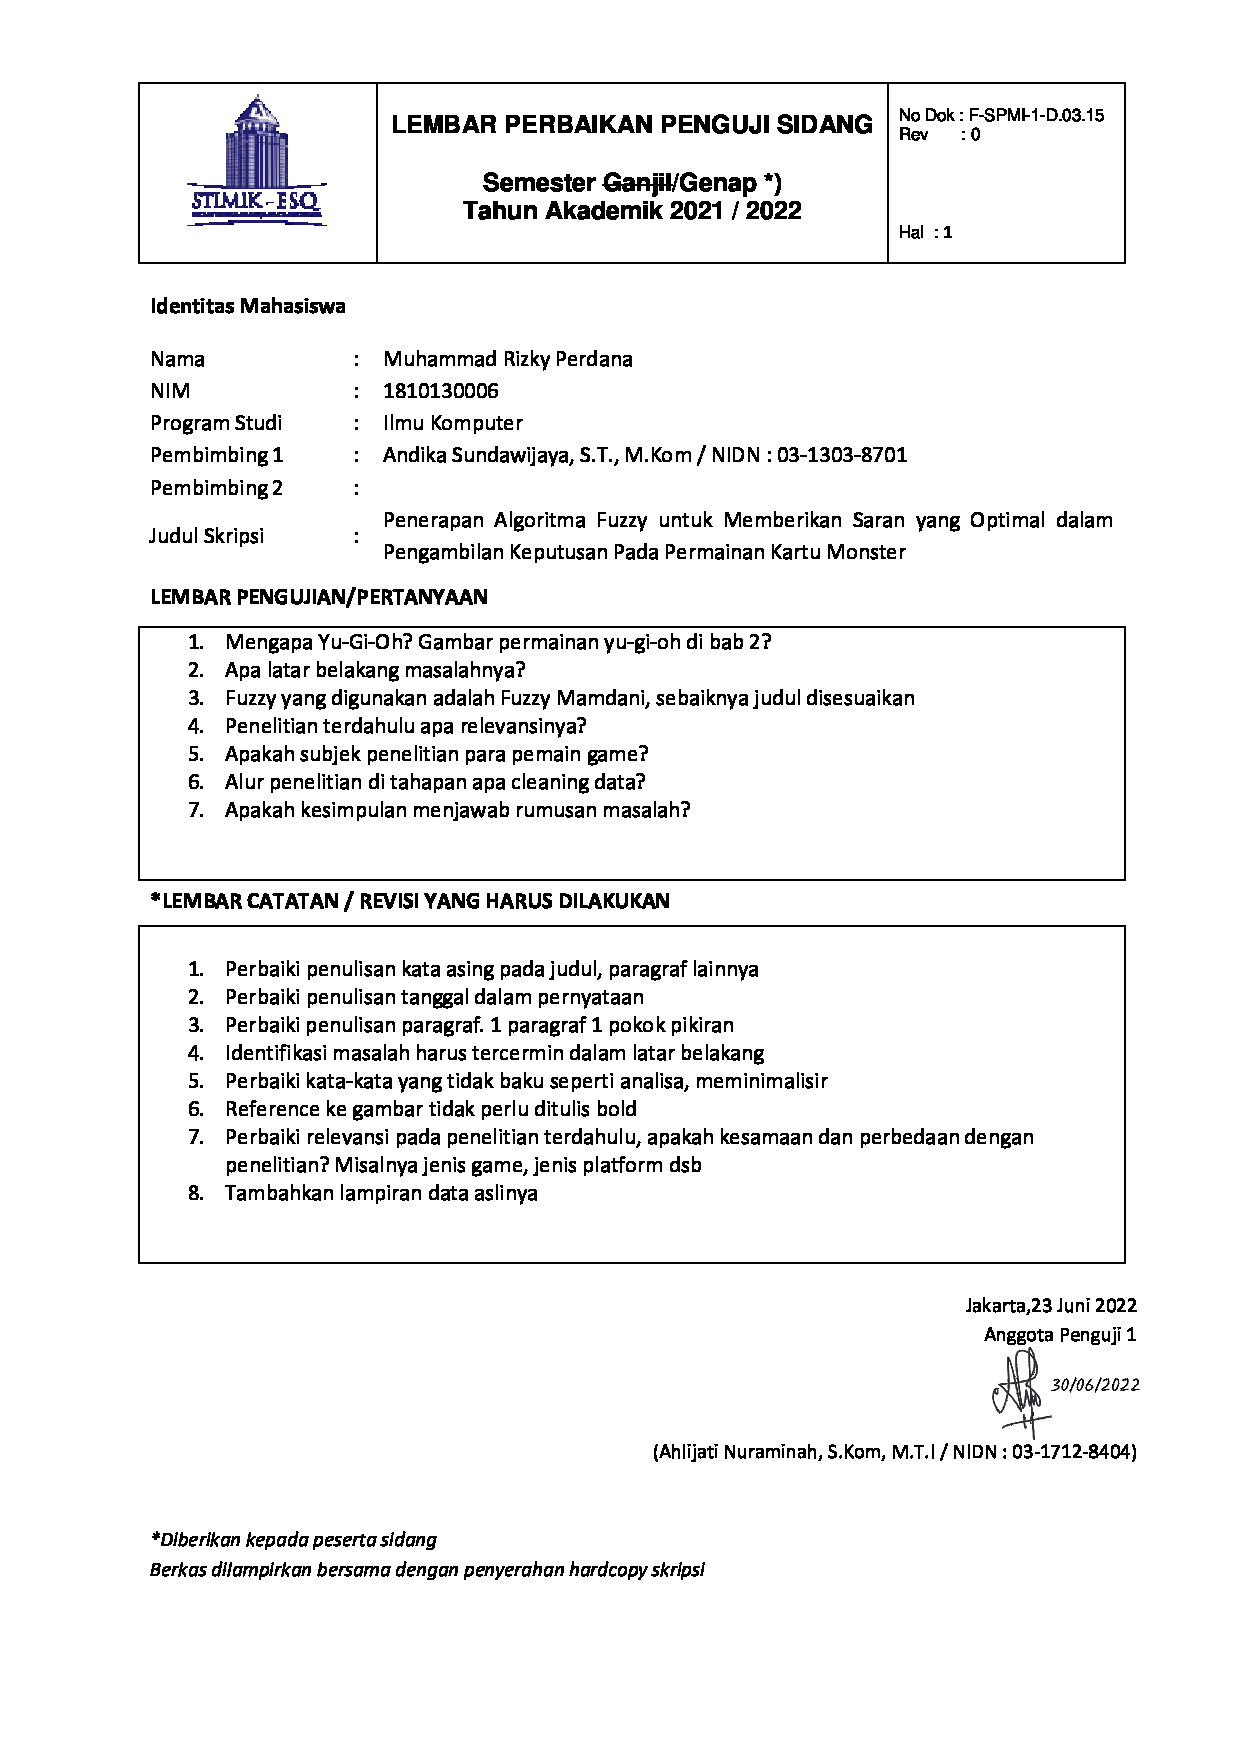 STIMIK-ESQ
LEMBAR PERBAIKAN PENGUJI SIDANG
Semester Ganjil/Genap *)
Tahun Akademik 2021 / 2022
No Dok : F-SPMI-1-D.03.15
Rev : 0
Hal : 1
Identitas Mahasiswa
Nama : Muhammad Rizky Perdana
NIM : 1810130006
Program Studi : Ilmu Komputer
Pembimbing 1 : Andika Sundawijaya, S.T., M.Kom / NIDN : 03-1303-8701
Pembimbing 2 :
Judul Skripsi : Penerapan Algoritma Fuzzy untuk Memberikan Saran yang Optimal dalam
Pengambilan Keputusan Pada Permainan Kartu Monster
LEMBAR PENGUJIAN/PERTANYAAN
1. Mengapa Yu-Gi-Oh? Gambar permainan yu-gi-oh di bab 2?
2. Apa latar belakang masalahnya?
3. Fuzzy yang digunakan adalah Fuzzy Mamdani, sebaiknya judul disesuaikan
4. Penelitian terdahulu apa relevansinya?
5. Apakah subjek penelitian para pemain game?
6. Alur penelitian di tahapan apa cleaning data?
7. Apakah kesimpulan menjawab rumusan masalah?
*LEMBAR CATATAN / REVISI YANG HARUS DILAKUKAN
1. Perbaiki penulisan kata asing pada judul, paragraf lainnya
2. Perbaiki penulisan tanggal dalam pernyataan
3. Perbaiki penulisan paragraf. 1 paragraf 1 pokok pikiran
4. Identifikasi masalah harus tercermin dalam latar belakang
5. Perbaiki kata-kata yang tidak baku seperti analisa, meminimalisir
6. Reference ke gambar tidak perlu ditulis bold
7. Perbaiki relevansi pada penelitian terdahulu, apakah kesamaan dan perbedaan dengan
penelitian? Misalnya jenis game, jenis platform dsb
8. Tambahkan lampiran data aslinya
Jakarta,23 Juni 2022
Anggota Penguji 1
30/06/2022
(Ahlijati Nuraminah, S.Kom, M.T.I / NIDN : 03-1712-8404)
*Diberikan kepada peserta sidang
Berkas dilampirkan bersama dengan penyerahan hardcopy skripsi